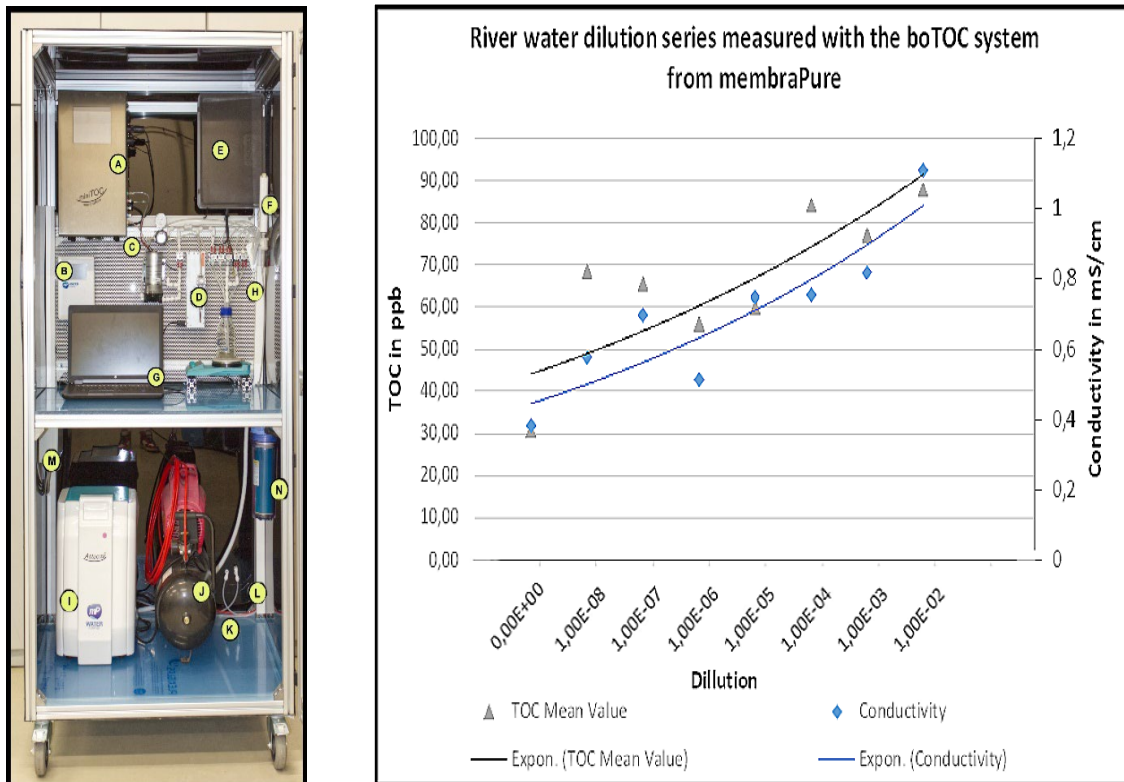 A
E
F
C
B
H
D
G
M
N
I
J
L
K
WATER
River water dilution series measured with the boTOC system
from membraPure
TOC in ppb
100,00
90,00
80,00
70,00
60,00
50,00
40,00
30,00
20,00
10,00
0,00
1,2
1
0,8
0,6
0,4
0,2
0
Conductivity in mS/cm
0,00E+00
1,00E-08
1,00E-07
1,00E-06
1,00E-05
1,00E-04
1,00E-03
1,00E-02
Dillution
TOC Mean Value
Conductivity
Expon. (TOC Mean Value)
Expon. (Conductivity)